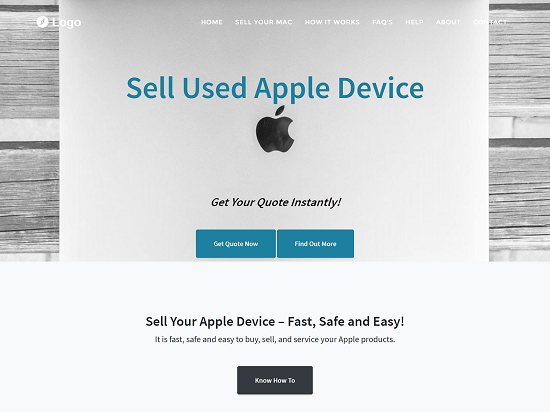 Logo
HOME SELL YOUR MAC HOW IT WORKS FAQ'S HELP ABOUT CONTACT
Sell Used Apple Device
Get Your Quote Instantly!
Get Quote Now Find Out More
Sell Your Apple Device – Fast, Safe and Easy!
It is fast, safe and easy to buy, sell, and service your Apple products.
Know How To